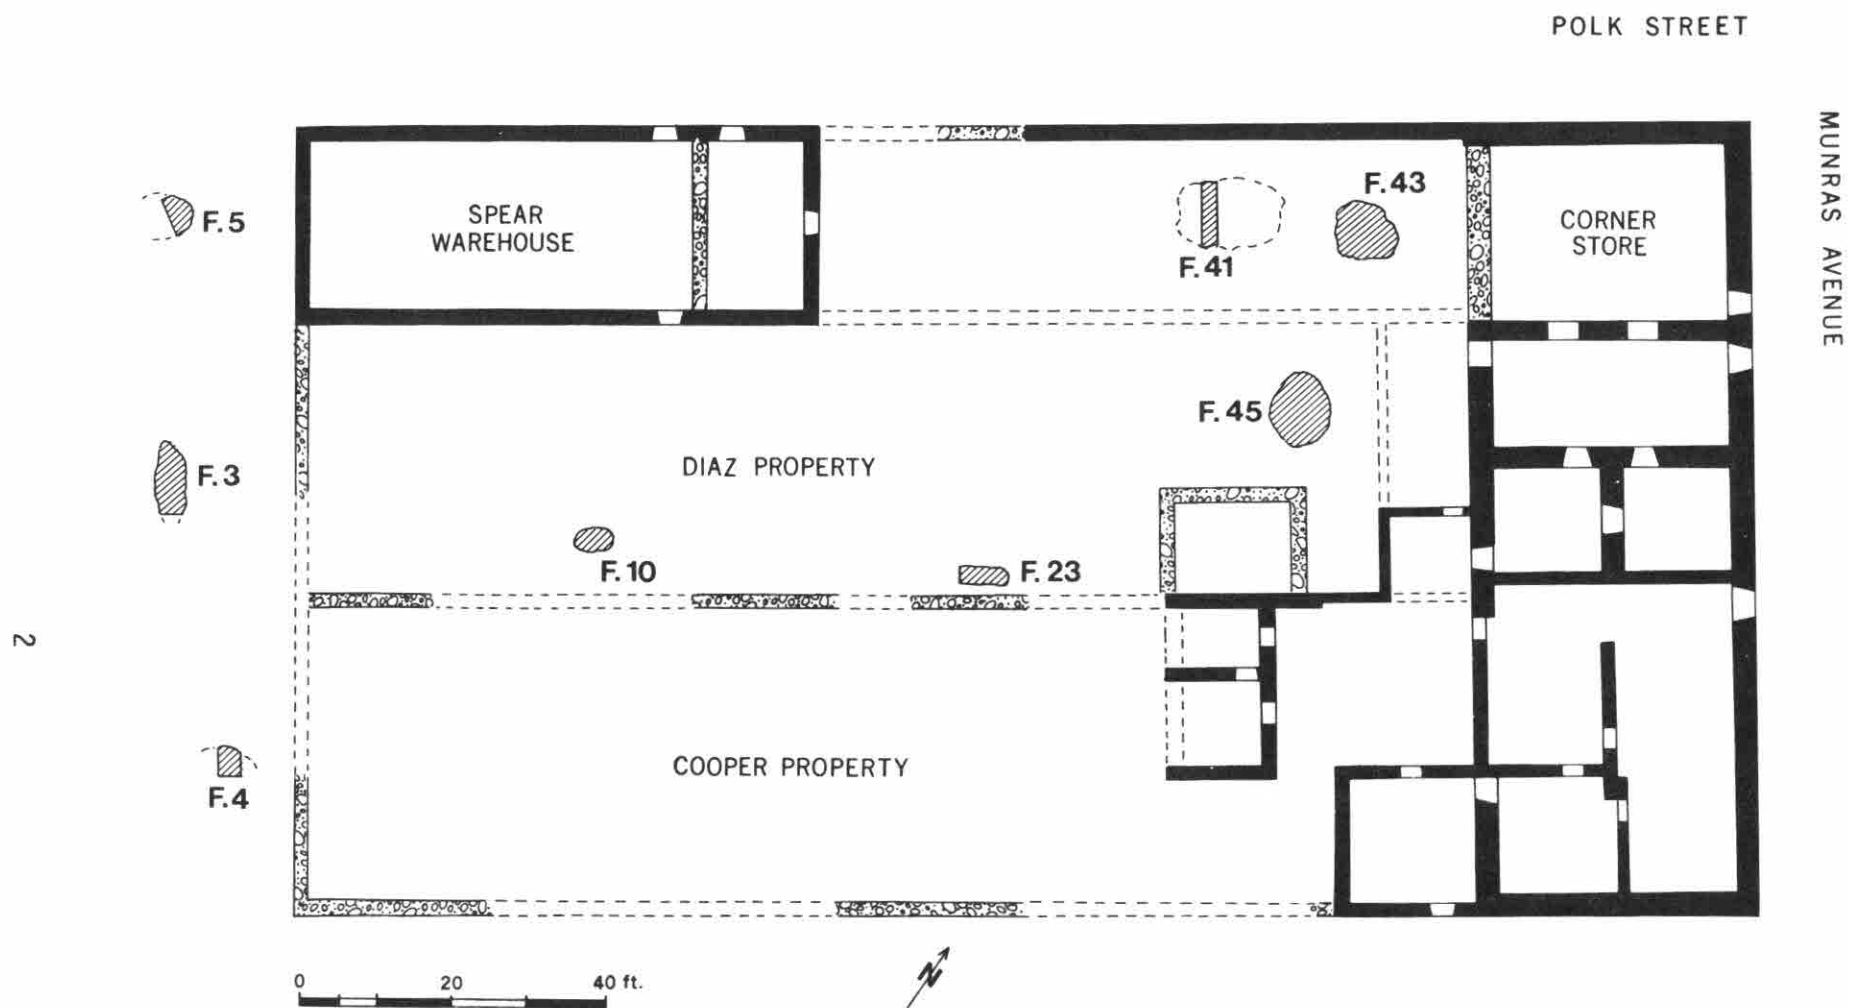 POLK STREET
MUNRAS AVENUE
F.5
SPEAR
WAREHOUSE
F.41
F.43
CORNER
STORE
F.45
F.3
DIAZ PROPERTY
F.10
F.23
2
COOPER PROPERTY
F.4
0 20 40 ft.
N